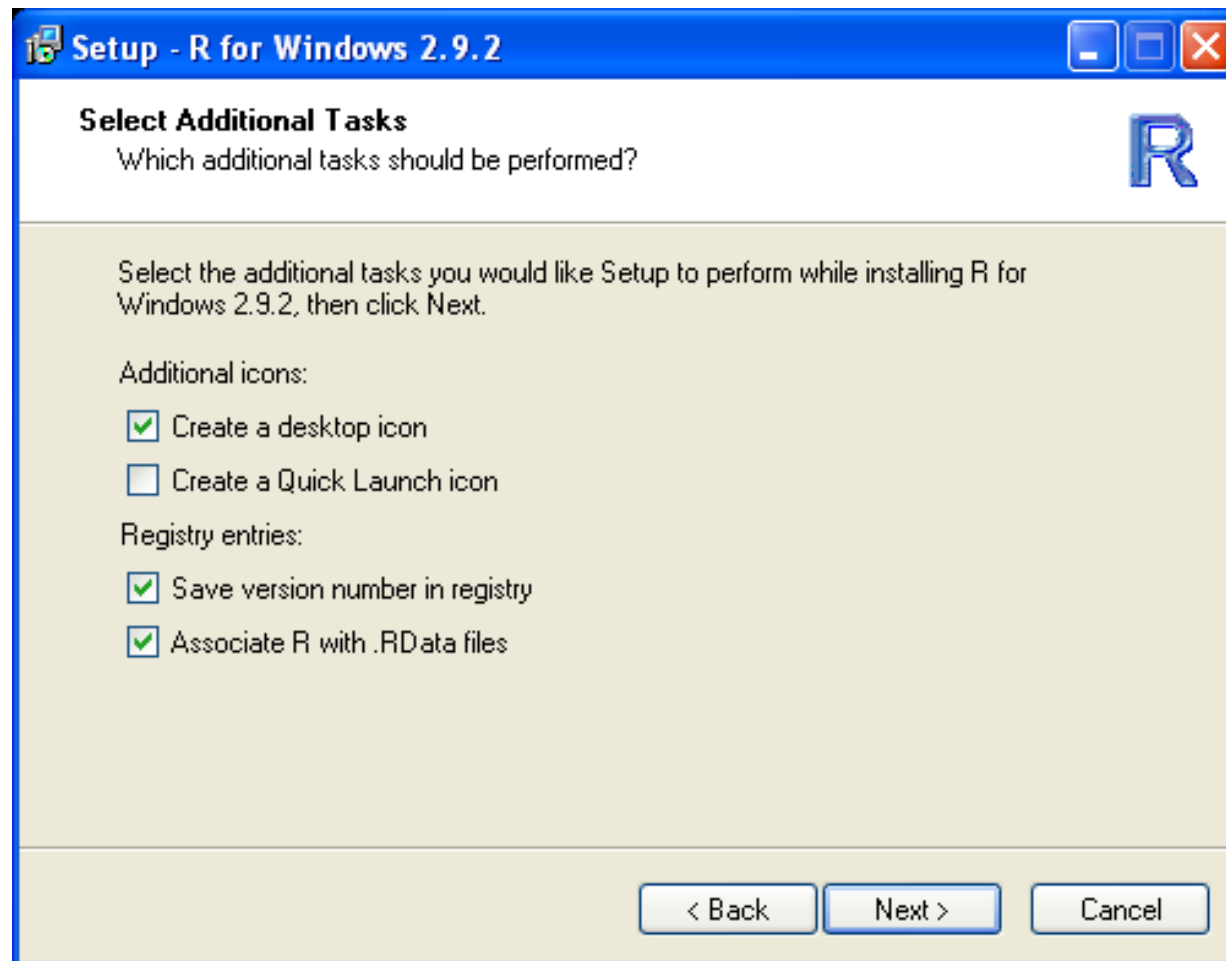 Setup - R for Windows 2.9.2
Select Additional Tasks
Which additional tasks should be performed?
R
Select the additional tasks you would like Setup to perform while installing R for
Windows 2.9.2, then click Next.
Additional icons:
Create a desktop icon
Create a Quick Launch icon
Registry entries:
Save version number in registry
Associate R with .RData files
< Back
Next >
Cancel